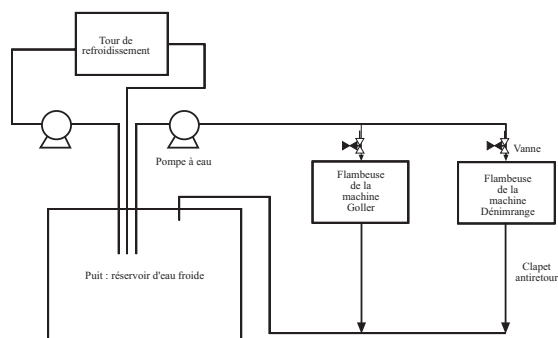 Tour de
refroidissement
Pompe à eau
Vanne
Flambeuse
de la
machine
Goller
Flambeuse
de la
machine
Dénimrange
Puit : réservoir d'eau froide
Clapet
antiretour